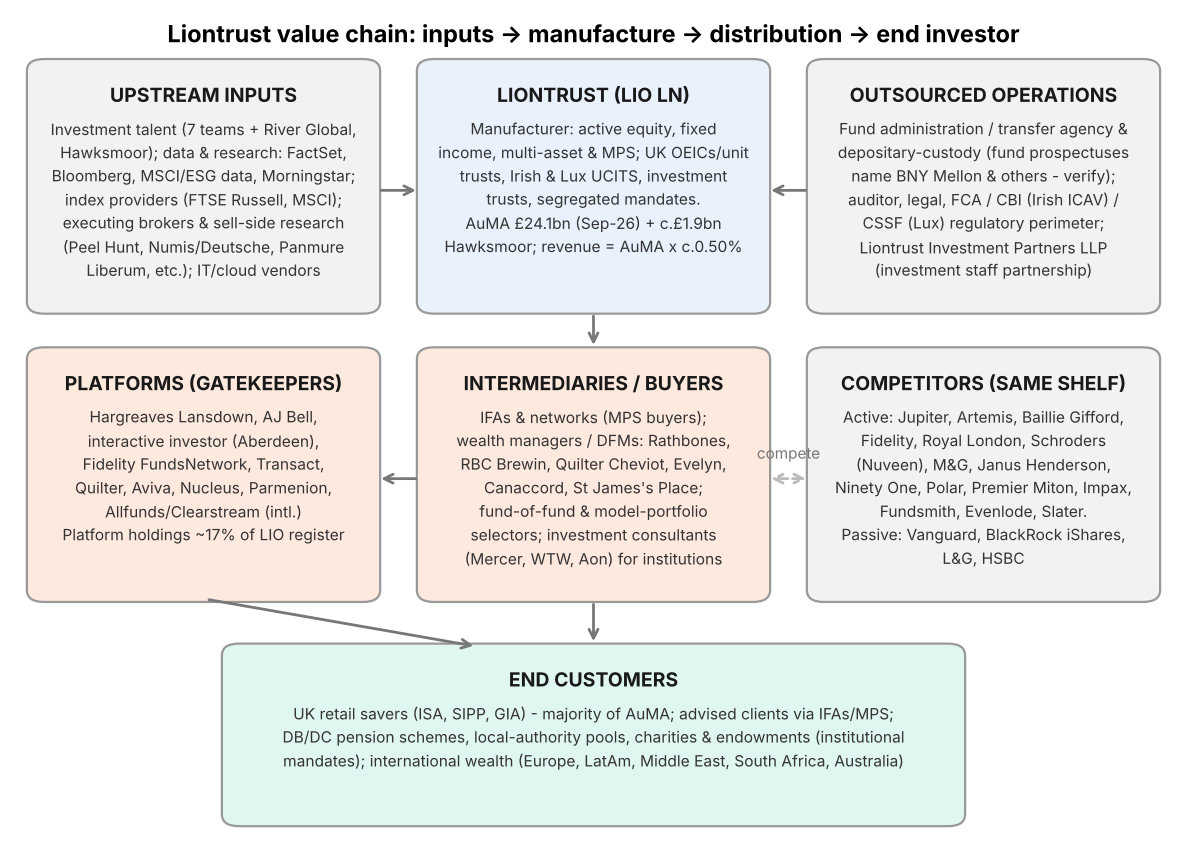 Liontrust value chain: inputs → manufacture → distribution → end investor
UPSTREAM INPUTS
Investment talent (7 teams + River Global,
Hawksmoor); data & research: FactSet,
Bloomberg, MSCI/ESG data, Morningstar;
index providers (FTSE Russell, MSCI);
executing brokers & sell-side research
(Peel Hunt, Numis/Deutsche, Panmure
Liberum, etc.); IT/cloud vendors
LIONTRUST (LIO LN)
Manufacturer: active equity, fixed
income, multi-asset & MPS; UK OEICs/unit
trusts, Irish & Lux UCITS, investment
trusts, segregated mandates.
AuMA £24.1bn (Sep-26) + c.£1.9bn
Hawksmoor; revenue = AuMA x c.0.50%
OUTSOURCED OPERATIONS
Fund administration / transfer agency &
depositary-custody (fund prospectuses
name BNY Mellon & others - verify);
auditor, legal, FCA / CBI (Irish ICAV) /
CSSF (Lux) regulatory perimeter;
Liontrust Investment Partners LLP
(investment staff partnership)
PLATFORMS (GATEKEEPERS)
Hargreaves Lansdown, AJ Bell,
interactive investor (Aberdeen),
Fidelity FundsNetwork, Transact,
Quilter, Aviva, Nucleus, Parmenion,
Allfunds/Clearstream (intl.)
Platform holdings ~17% of LIO register
INTERMEDIARIES / BUYERS
IFAs & networks (MPS buyers);
wealth managers / DFMs: Rathbones,
RBC Brewin, Quilter Cheviot, Evelyn,
Canaccord, St James's Place;
fund-of-fund & model-portfolio
selectors; investment consultants
(Mercer, WTW, Aon) for institutions
compete
COMPETITORS (SAME SHELF)
Active: Jupiter, Artemis, Baillie Gifford,
Fidelity, Royal London, Schroders
(Nuveen), M&G, Janus Henderson,
Ninety One, Polar, Premier Miton, Impax,
Fundsmith, Evenlode, Slater.
Passive: Vanguard, BlackRock iShares,
L&G, HSBC
END CUSTOMERS
UK retail savers (ISA, SIPP, GIA) - majority of AuMA; advised clients via IFAs/MPS;
DB/DC pension schemes, local-authority pools, charities & endowments (institutional
mandates); international wealth (Europe, LatAm, Middle East, South Africa, Australia)